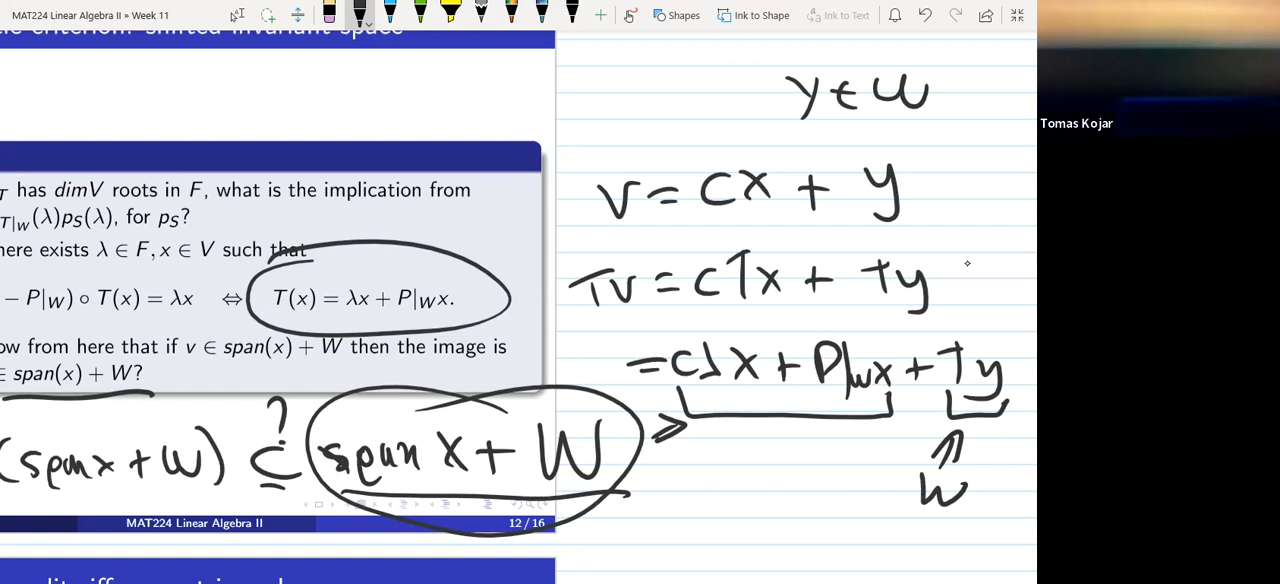 MAT224 Linear Algebra II » Week 11
Shapes
Ink to Shape
Ink to Text
shifted invariant space
y ∈ W
T has dimV roots in F, what is the implication from
T|W(λ)pS(λ), for pS?
here exists λ ∈ F, x ∈ V such that
− P|W) ∘ T(x) = λx ⇔ T(x) = λx + P|Wx.
ow from here that if v ∈ span(x) + W then the image is
∈ span(x) + W?
v = cx + y
Tv = cTx + Ty
= cλx + P|Wx + Ty
W
?
(span x + W) ⊆ span x + W
MAT224 Linear Algebra II
12 / 16
Tomas Kojar